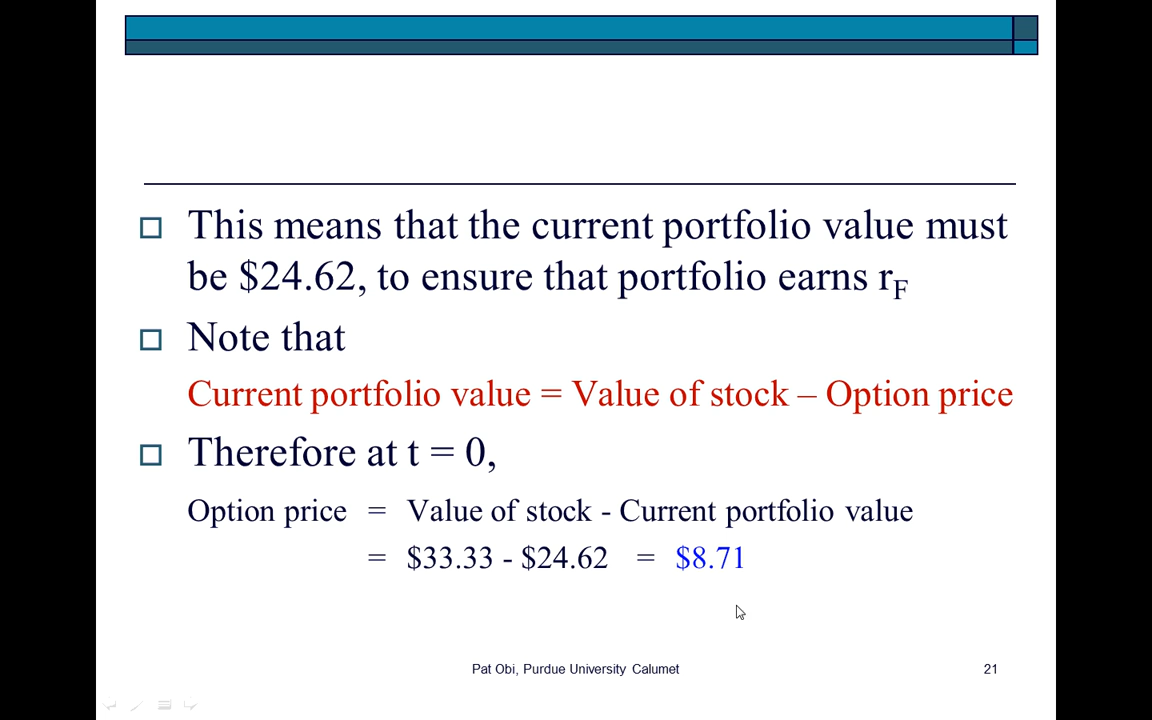 This means that the current portfolio value must
be $24.62, to ensure that portfolio earns rF
Note that
Current portfolio value = Value of stock – Option price
Therefore at t = 0,
Option price = Value of stock - Current portfolio value
= $33.33 - $24.62 = $8.71
Pat Obi, Purdue University Calumet
21